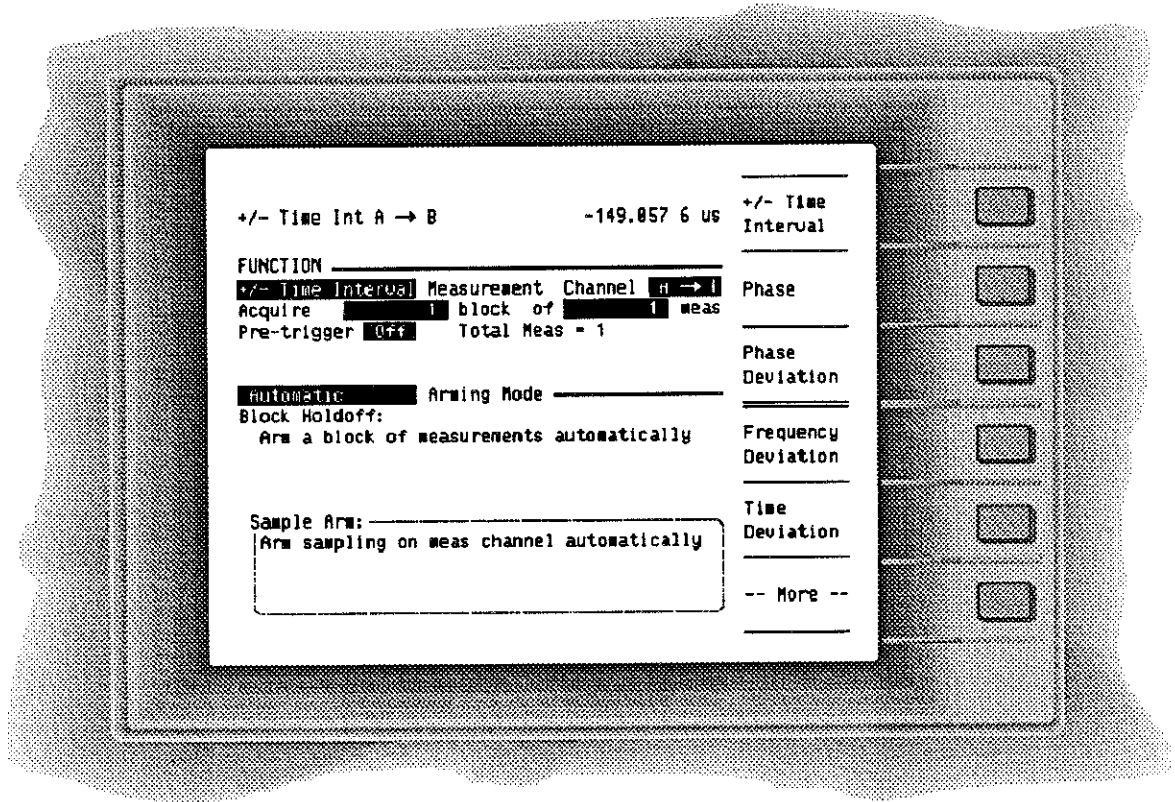 +/- Time Int A → B -149.057 6 us
FUNCTION
+/- Time Interval Measurement Channel A →
Acquire 1 block of 1 meas
Pre-trigger Off Total Meas = 1
Automatic Arming Mode
Block Holdoff:
Arm a block of measurements automatically
Sample Arm:
Arm sampling on meas channel automatically
+/- Time
Interval
Phase
Phase
Deviation
Frequency
Deviation
Time
Deviation
-- More --